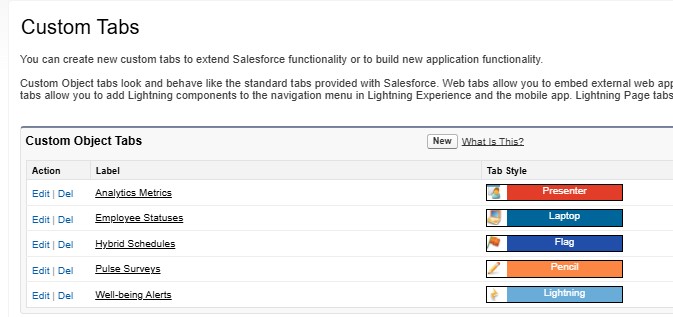 Custom Tabs
You can create new custom tabs to extend Salesforce functionality or to build new application functionality.
Custom Object tabs look and behave like the standard tabs provided with Salesforce. Web tabs allow you to embed external web app
tabs allow you to add Lightning components to the navigation menu in Lightning Experience and the mobile app. Lightning Page tabs
Custom Object Tabs New What Is This?
Action Label Tab Style
Edit | Del Analytics Metrics Presenter
Edit | Del Employee Statuses Laptop
Edit | Del Hybrid Schedules Flag
Edit | Del Pulse Surveys Pencil
Edit | Del Well-being Alerts Lightning